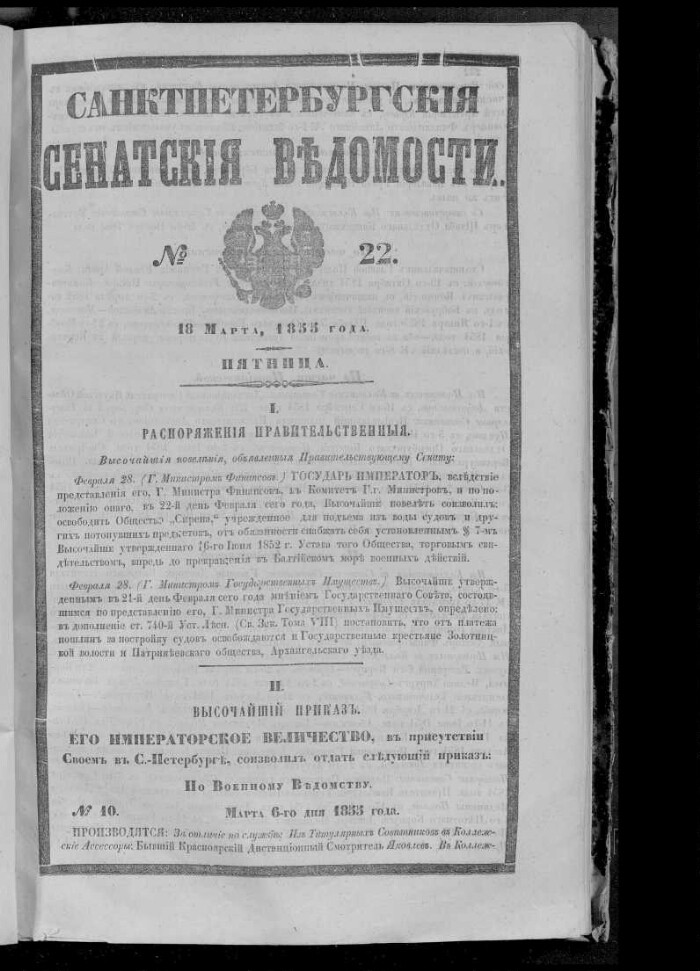 САНКТПЕТЕРБУРГСКІЯ
СЕНАТСКІЯ ВѢДОМОСТИ.
№ 22.
18 Марта, 1855 года.
ПЯТНИЦА.
I.
РАСПОРЯЖЕНІЯ ПРАВИТЕЛЬСТВЕННЫЯ.
Высочайшія повелѣнія, объявленныя Правительствующему Сенату:
Февраля 28. (Г. Министромъ Финансовъ.) ГОСУДАРЬ ИМПЕРАТОРЪ, вслѣдствіе
представленія его, Г. Министра Финансовъ, въ Комитетъ Г.г. Министровъ, и по по-
ложенію онаго, въ 22-й день Февраля сего года, Высочайше повелѣть соизволилъ:
освободить Общество „Сирена,“ учрежденное для подъема изъ воды судовъ и дру-
гихъ потонувшихъ предметовъ, отъ обязанности снабжать себя установленнымъ § 7-мъ
Высочайше утвержденнаго 16-го Іюня 1852 г. Устава того Общества, торговымъ сви-
дѣтельствомъ, впредь до прекращенія въ Балтійскомъ морѣ военныхъ дѣйствій.
Февраля 28. (Г. Министромъ Государственныхъ Имуществъ.) Высочайше утверж-
деннымъ въ 21-й день Февраля сего года мнѣніемъ Государственнаго Совѣта, состояв-
шимся по представленію его, Г. Министра Государственныхъ Имуществъ, опредѣлено:
въ дополненіе ст. 740-й Уст. Лѣсн. (Св. Зак. Тома VIII) постановить, что отъ платежа
пошлинъ за постройку судовъ освобождаются и Государственные крестьяне Золотиц-
кой волости и Патракѣевскаго общества, Архангельскаго уѣзда.
II.
ВЫСОЧАЙШІЙ ПРИКАЗЪ.
ЕГО ИМПЕРАТОРСКОЕ ВЕЛИЧЕСТВО, въ присутствіи
Своемъ въ С.-Петербургѣ, соизволилъ отдать слѣдующій приказъ:
По Военному Вѣдомству.
№ 40. Марта 6-го дня 1855 года.
ПРОИЗВОДЯТСЯ: За отличіе по службѣ: Изъ Титулярныхъ Совѣтниковъ въ Коллеж-
скіе Ассессоры: Бывшій Красноярскій Дистанціонный Смотритель Яковлевъ. Въ Коллеж-